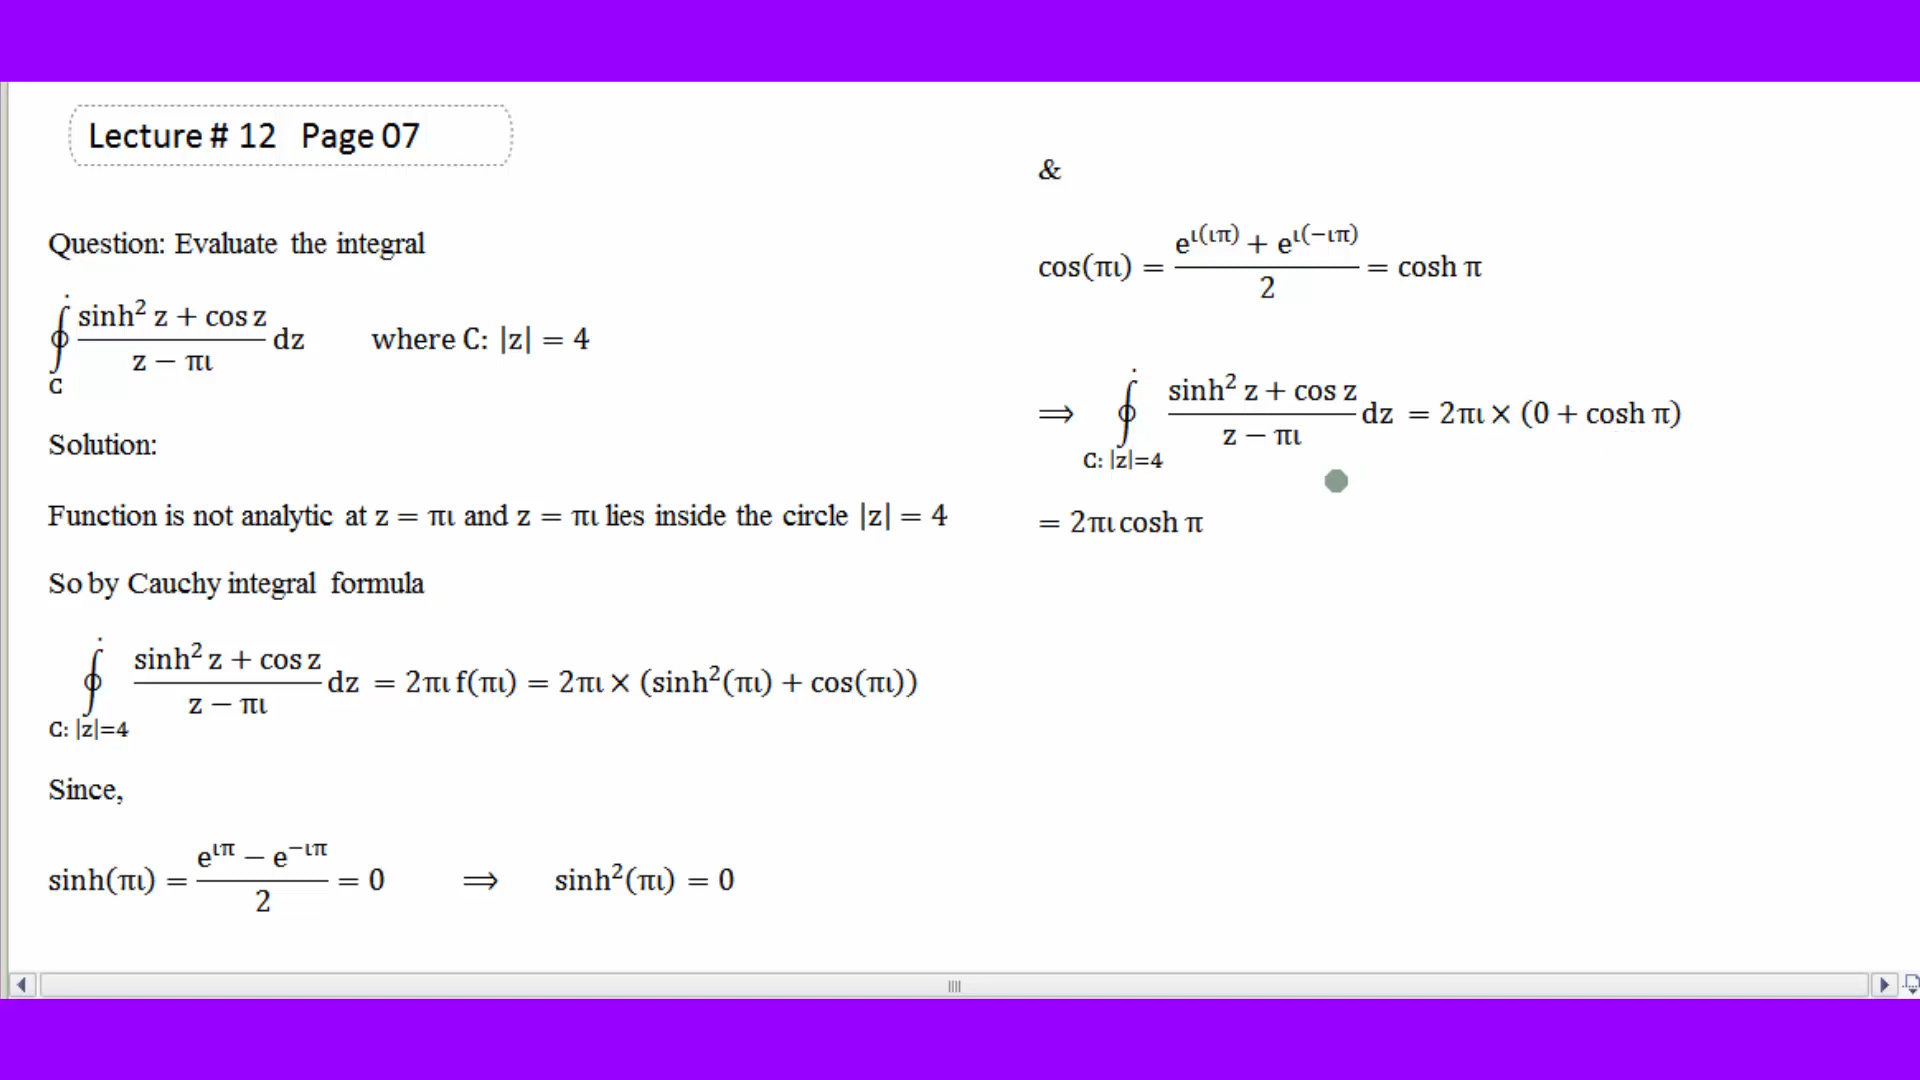 Lecture # 12 Page 07
Question: Evaluate the integral
∮_C (sinh² z + cos z)/(z − πι) dz where C: |z| = 4
Solution:
Function is not analytic at z = πι and z = πι lies inside the circle |z| = 4
So by Cauchy integral formula
∮_{C: |z|=4} (sinh² z + cos z)/(z − πι) dz = 2πι f(πι) = 2πι × (sinh²(πι) + cos(πι))
Since,
sinh(πι) = (e^{ιπ} − e^{−ιπ})/2 = 0 ⟹ sinh²(πι) = 0
&
cos(πι) = (e^{ι(ιπ)} + e^{ι(−ιπ)})/2 = cosh π
⟹ ∮_{C: |z|=4} (sinh² z + cos z)/(z − πι) dz = 2πι × (0 + cosh π)
= 2πι cosh π